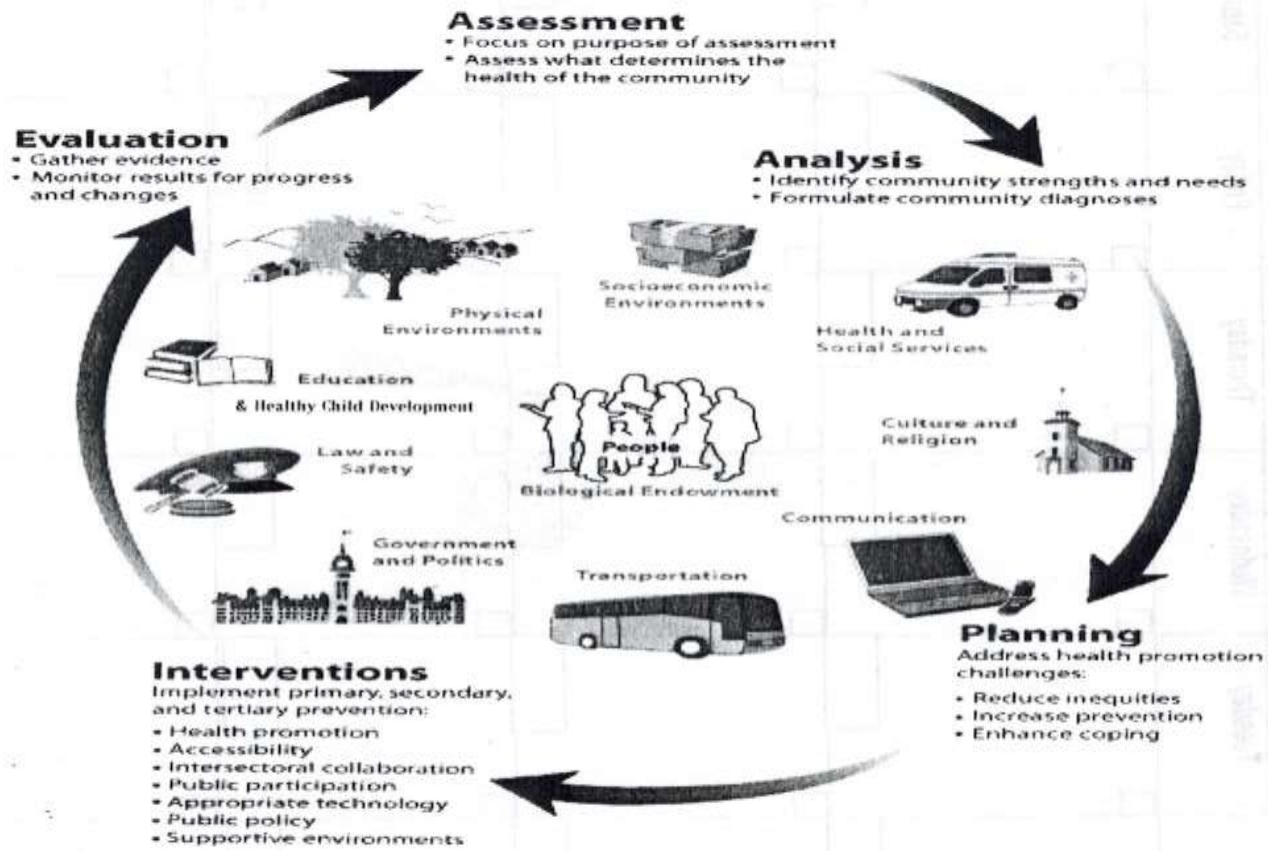 Assessment
• Focus on purpose of assessment
• Assess what determines the
health of the community
Evaluation
• Gather evidence
• Monitor results for progress
and changes
Analysis
• Identify community strengths and needs
• Formulate community diagnoses
Physical
Environments
Socioeconomic
Environments
Health and
Social Services
Education
& Healthy Child Development
Law and
Safety
People
Biological Endowment
Culture and
Religion
Communication
Government
and Politics
Transportation
Planning
Address health promotion
challenges:
• Reduce inequities
• Increase prevention
• Enhance coping
Interventions
Implement primary, secondary,
and tertiary prevention:
• Health promotion
• Accessibility
• Intersectoral collaboration
• Public participation
• Appropriate technology
• Public policy
• Supportive environments
Thursday
Wednesday
Tuesday